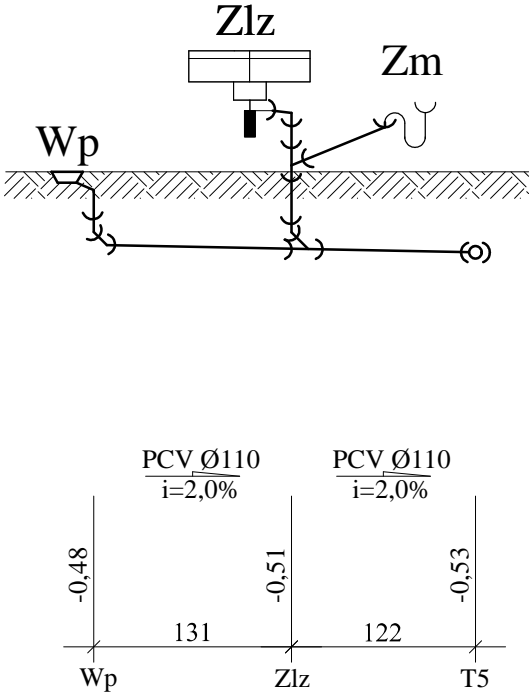 Zlz
Zm
Wp
PCV Ø110 PCV Ø110
i=2,0% i=2,0%
-0,48 -0,51 -0,53
131 122
Wp Zlz T5